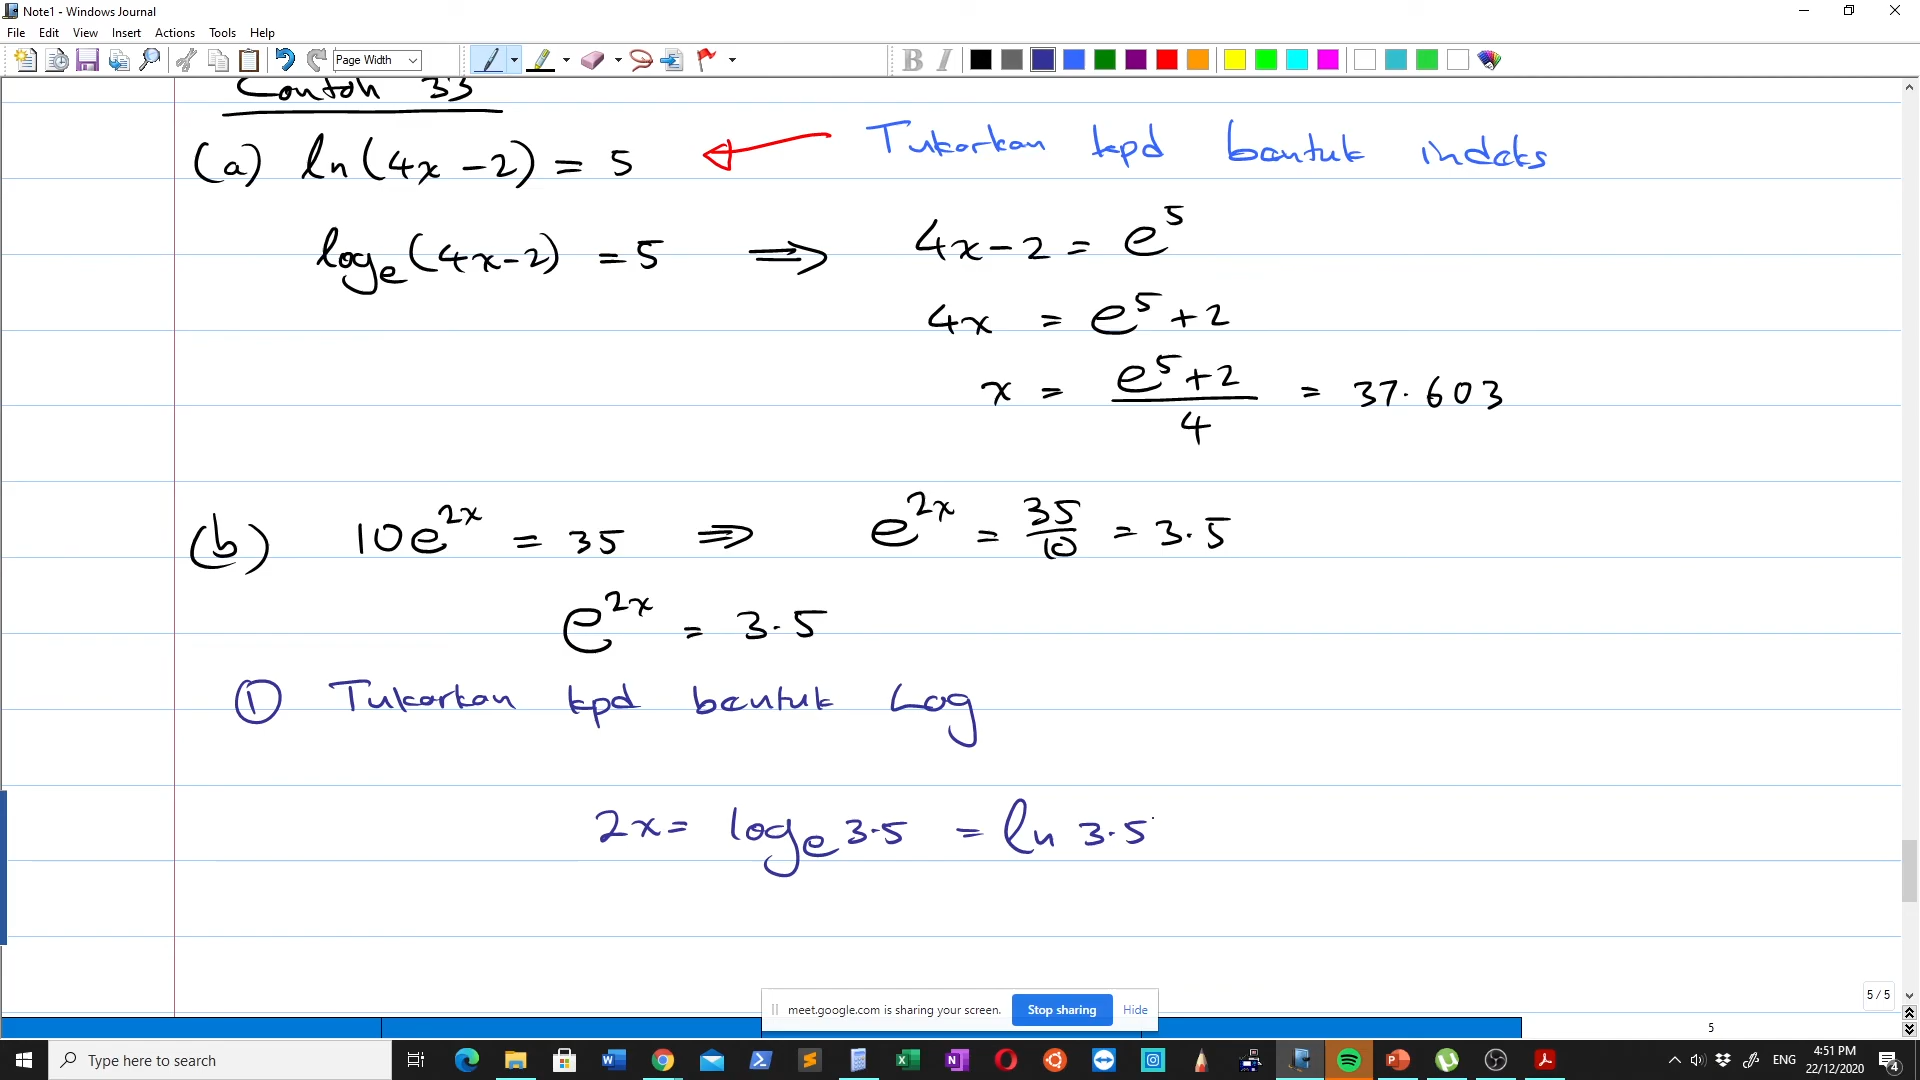 Note1 - Windows Journal
File Edit View Insert Actions Tools Help
Page Width
B I
Contoh 33
(a) ln(4x-2) = 5 Tukarkan kpd bentuk indeks
logₑ(4x-2) = 5 ⇒ 4x-2 = e⁵
4x = e⁵+2
x = (e⁵+2)/4 = 37.603
(b) 10e²ˣ = 35 ⇒ e²ˣ = 35/10 = 3.5
e²ˣ = 3.5
① Tukarkan kpd bentuk Log
2x = logₑ3.5 = ln 3.5
5 / 5
meet.google.com is sharing your screen. Stop sharing Hide
5
Type here to search
ENG
4:51 PM
22/12/2020
4